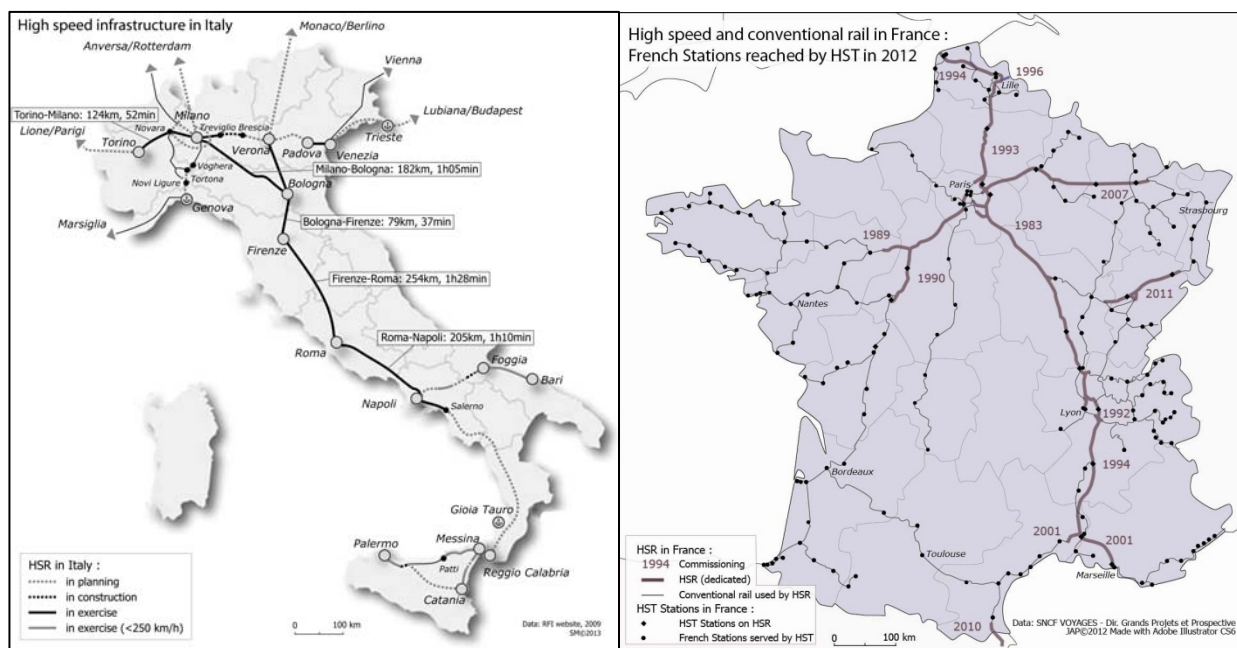 High speed infrastructure in Italy
Monaco/Berlino
Anversa/Rotterdam
Vienna
Lubiana/Budapest
Torino-Milano: 124km, 52min
Milano
Novara
Treviglio
Brescia
Lione/Parigi
Torino
Verona
Padova
Venezia
Trieste
Voghera
Milano-Bologna: 182km, 1h05min
Tortona
Novi Ligure
Bologna
Genova
Marsiglia
Bologna-Firenze: 79km, 37min
Firenze
Firenze-Roma: 254km, 1h28min
Roma-Napoli: 205km, 1h10min
Roma
Foggia
Bari
Napoli
Salerno
Gioia Tauro
Messina
Palermo
Patti
Reggio Calabria
Catania
HSR in Italy :
in planning
in construction
in exercise
in exercise (<250 km/h)
100 km
Data: RFI website, 2009
SM©2013
High speed and conventional rail in France :
French Stations reached by HST in 2012
1994
1996
Lille
1993
Paris
2007
Strasbourg
1989
1983
1990
2011
Nantes
Lyon
1992
1994
Bordeaux
2001
2001
Toulouse
Marseille
2010
HSR in France :
1994 Commissioning
HSR (dedicated)
Conventional rail used by HSR
HST Stations in France :
HST Stations on HSR
French Stations served by HST
100 km
Data: SNCF VOYAGES - Dir. Grands Projets et Prospective
JAP©2012 Made with Adobe Illustrator CS6